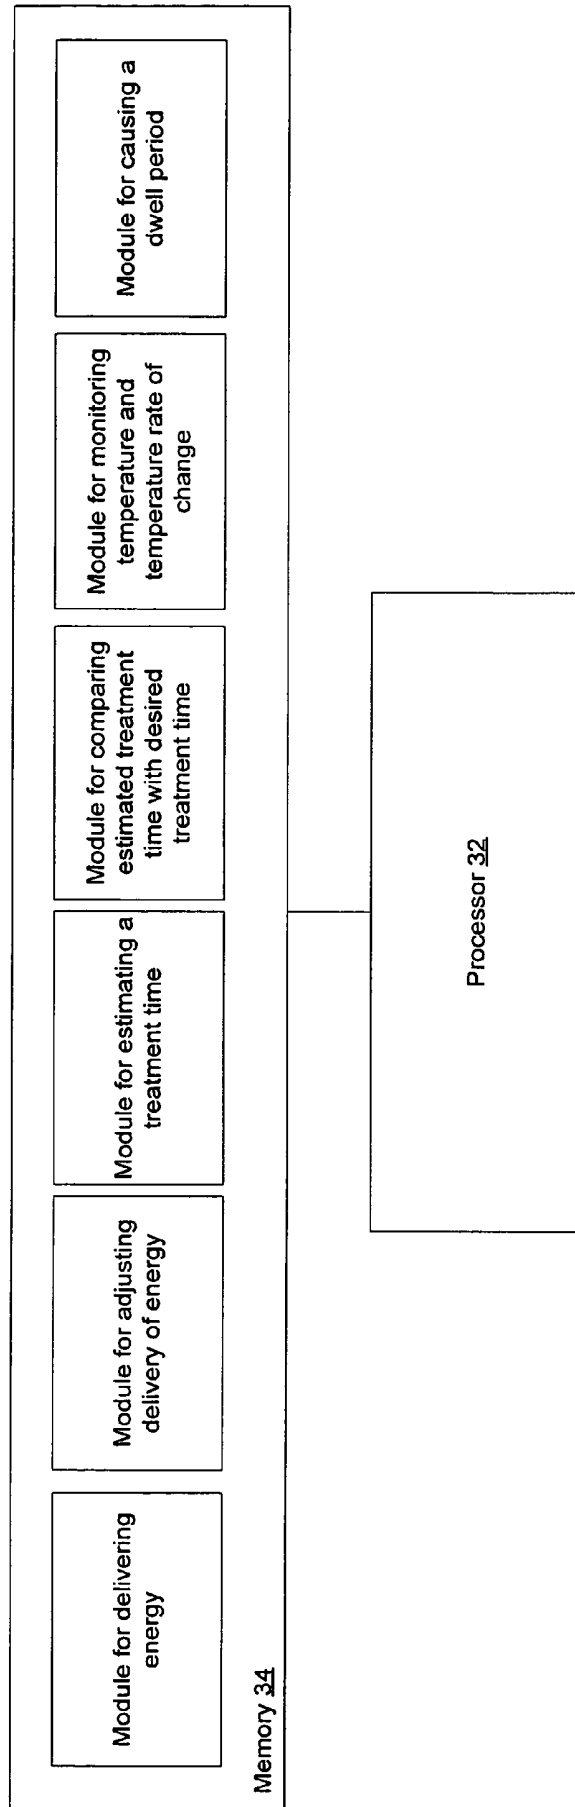 Module for delivering
energy
Module for adjusting
delivery of energy
Module for estimating a
treatment time
Module for comparing
estimated treatment
time with desired
treatment time
Module for monitoring
temperature and
temperature rate of
change
Module for causing a
dwell period
Memory 34
Processor 32